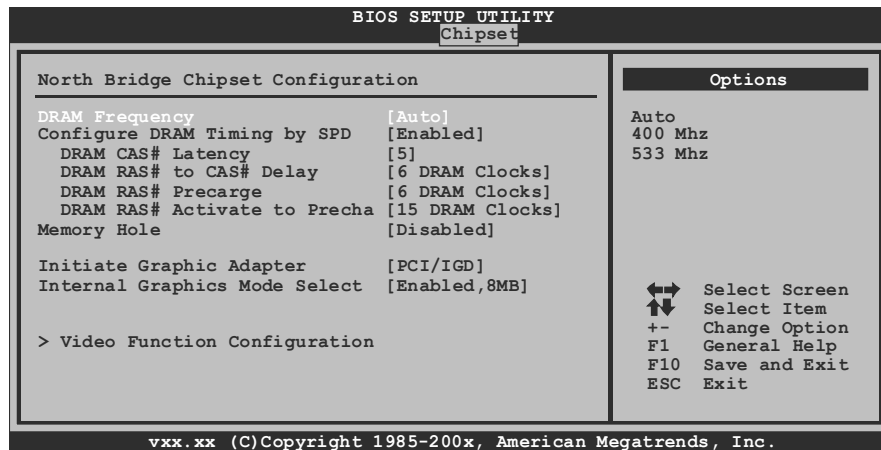 BIOS SETUP UTILITY
Chipset
North Bridge Chipset Configuration
DRAM Frequency [Auto]
Configure DRAM Timing by SPD [Enabled]
DRAM CAS# Latency [5]
DRAM RAS# to CAS# Delay [6 DRAM Clocks]
DRAM RAS# Precarge [6 DRAM Clocks]
DRAM RAS# Activate to Precha [15 DRAM Clocks]
Memory Hole [Disabled]
Initiate Graphic Adapter [PCI/IGD]
Internal Graphics Mode Select [Enabled,8MB]
> Video Function Configuration
Options
Auto
400 Mhz
533 Mhz
Select Screen
Select Item
+- Change Option
F1 General Help
F10 Save and Exit
ESC Exit
vxx.xx (C)Copyright 1985-200x, American Megatrends, Inc.